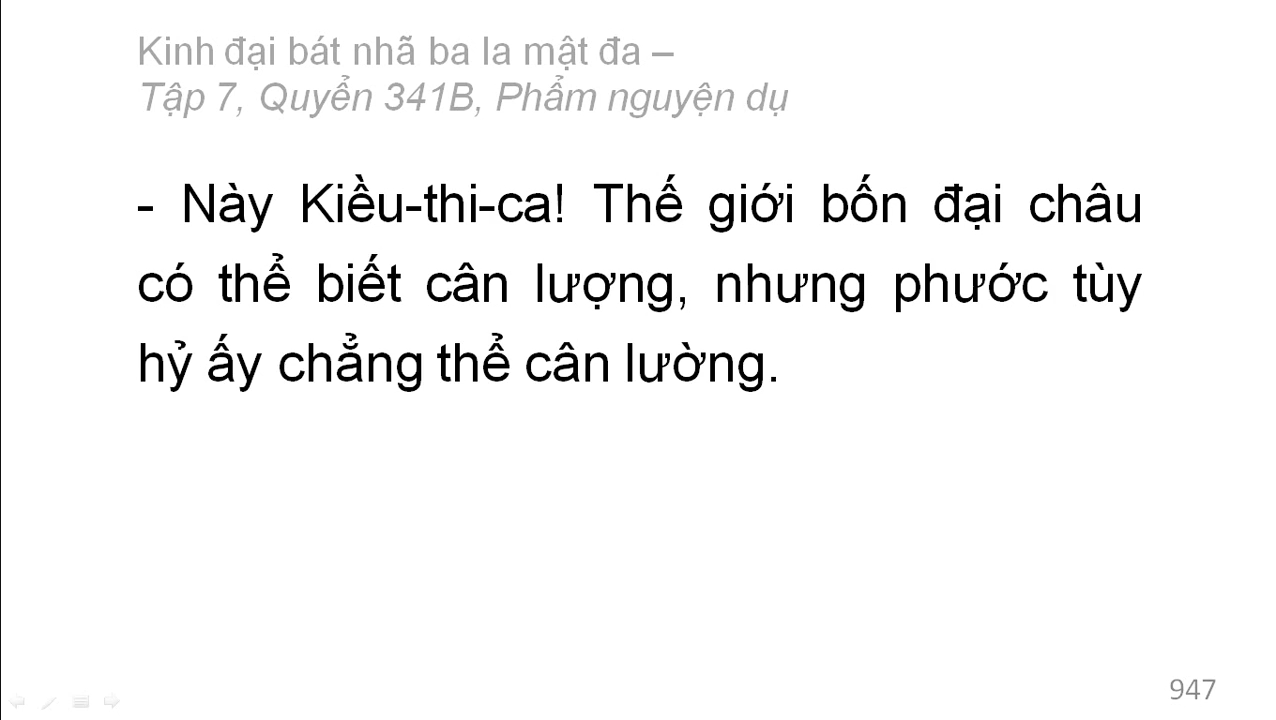 Kinh đại bát nhã ba la mật đa –
Tập 7, Quyển 341B, Phẩm nguyện dụ
- Này Kiều-thi-ca! Thế giới bốn đại châu
có thể biết cân lượng, nhưng phước tùy
hỷ ấy chẳng thể cân lường.
947